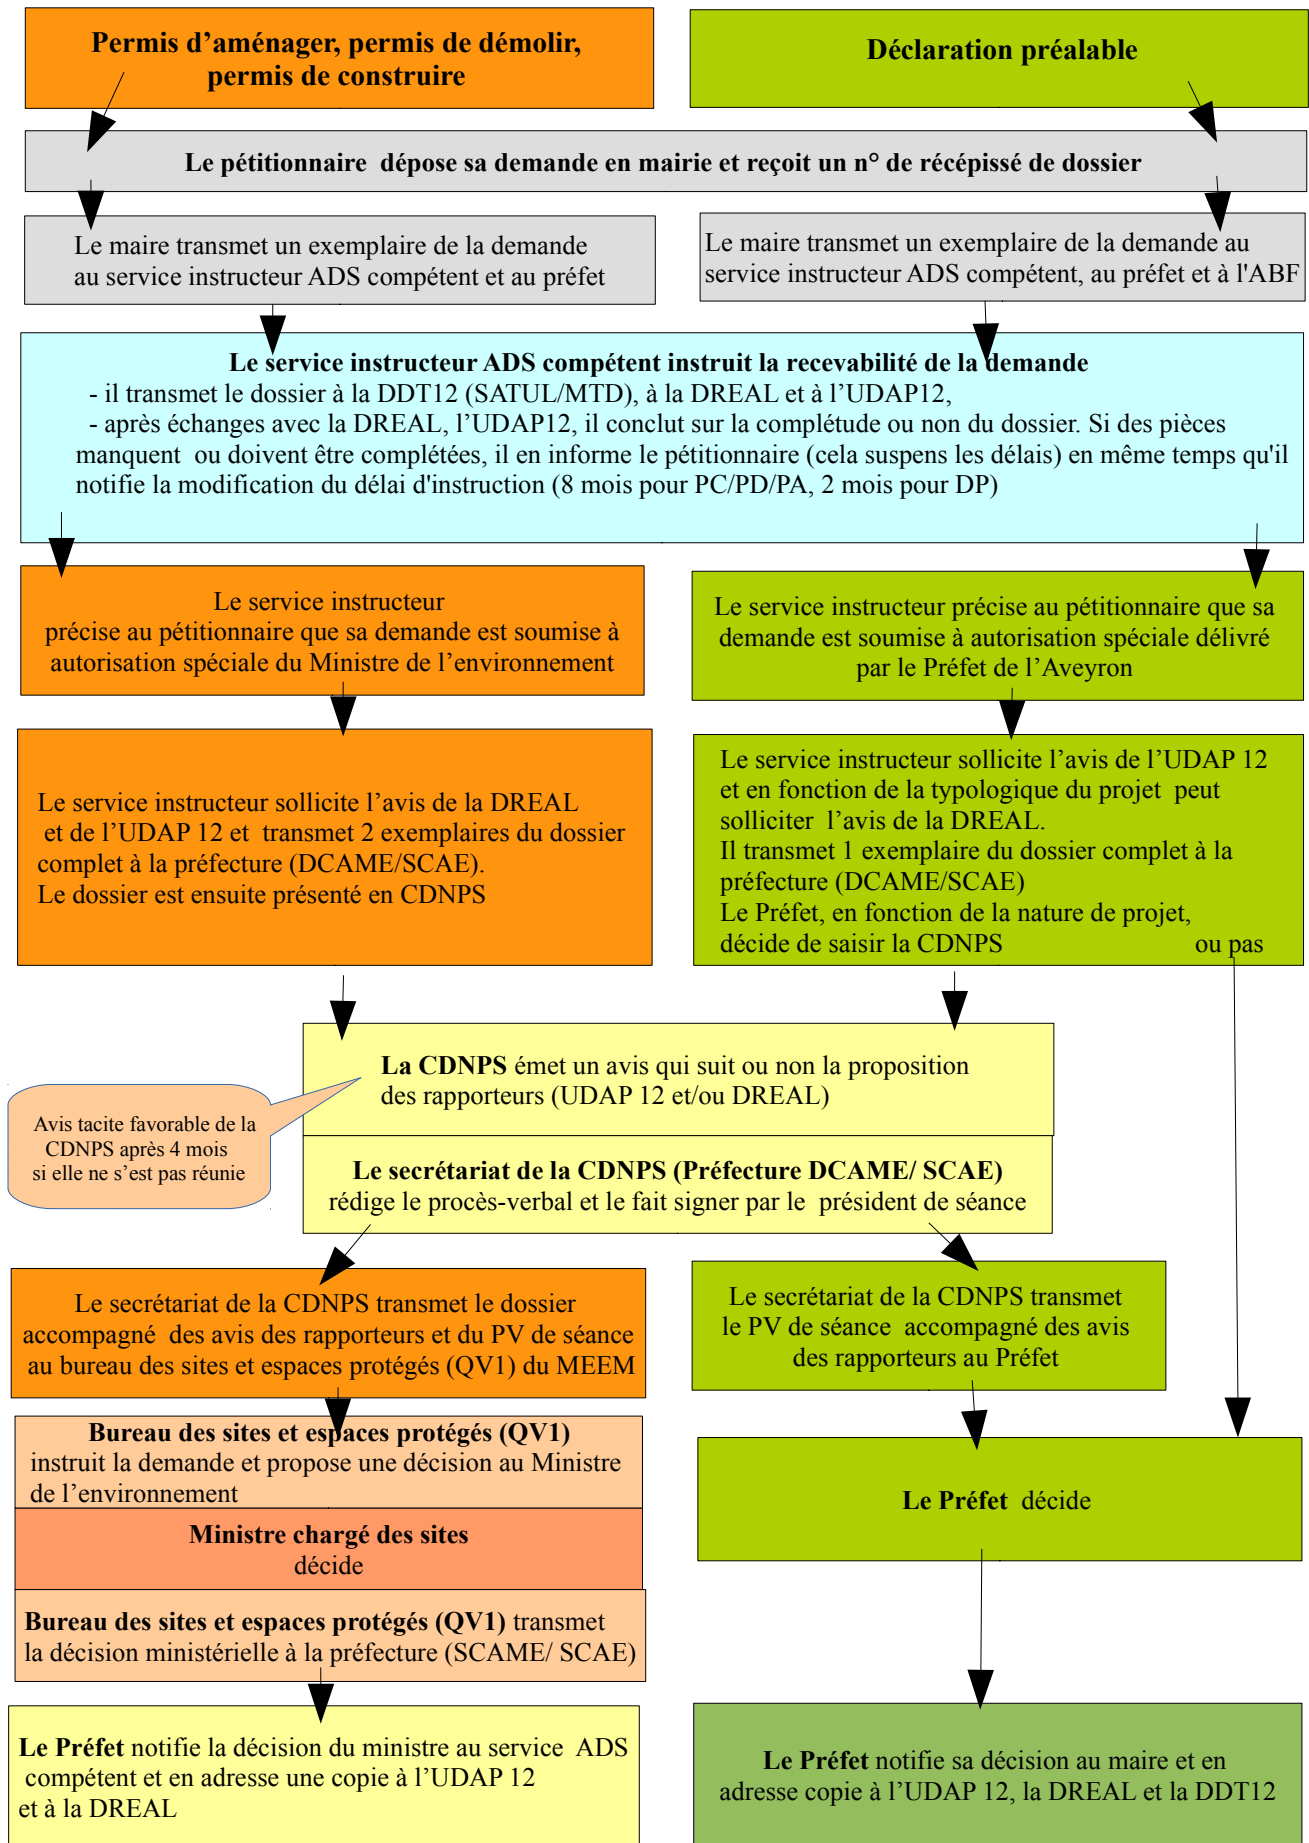 Permis d’aménager, permis de démolir,
permis de construire
Déclaration préalable
Le pétitionnaire dépose sa demande en mairie et reçoit un n° de récépissé de dossier
Le maire transmet un exemplaire de la demande
au service instructeur ADS compétent et au préfet
Le maire transmet un exemplaire de la demande au
service instructeur ADS compétent, au préfet et à l'ABF
Le service instructeur ADS compétent instruit la recevabilité de la demande
- il transmet le dossier à la DDT12 (SATUL/MTD), à la DREAL et à l’UDAP12,
- après échanges avec la DREAL, l’UDAP12, il conclut sur la complétude ou non du dossier. Si des pièces
manquent ou doivent être complétées, il en informe le pétitionnaire (cela suspens les délais) en même temps qu'il
notifie la modification du délai d'instruction (8 mois pour PC/PD/PA, 2 mois pour DP)
Le service instructeur
précise au pétitionnaire que sa demande est soumise à
autorisation spéciale du Ministre de l’environnement
Le service instructeur précise au pétitionnaire que sa
demande est soumise à autorisation spéciale délivré
par le Préfet de l’Aveyron
Le service instructeur sollicite l’avis de la DREAL
et de l’UDAP 12 et transmet 2 exemplaires du dossier
complet à la préfecture (DCAME/SCAE).
Le dossier est ensuite présenté en CDNPS
Le service instructeur sollicite l’avis de l’UDAP 12
et en fonction de la typologique du projet peut
solliciter l’avis de la DREAL.
Il transmet 1 exemplaire du dossier complet à la
préfecture (DCAME/SCAE)
Le Préfet, en fonction de la nature de projet,
décide de saisir la CDNPS ou pas
La CDNPS émet un avis qui suit ou non la proposition
des rapporteurs (UDAP 12 et/ou DREAL)
Avis tacite favorable de la
CDNPS après 4 mois
si elle ne s’est pas réunie
Le secrétariat de la CDNPS (Préfecture DCAME/ SCAE)
rédige le procès-verbal et le fait signer par le président de séance
Le secrétariat de la CDNPS transmet le dossier
accompagné des avis des rapporteurs et du PV de séance
au bureau des sites et espaces protégés (QV1) du MEEM
Le secrétariat de la CDNPS transmet
le PV de séance accompagné des avis
des rapporteurs au Préfet
Bureau des sites et espaces protégés (QV1)
instruit la demande et propose une décision au Ministre
de l’environnement
Le Préfet décide
Ministre chargé des sites
décide
Bureau des sites et espaces protégés (QV1) transmet
la décision ministérielle à la préfecture (SCAME/ SCAE)
Le Préfet notifie la décision du ministre au service ADS
compétent et en adresse une copie à l’UDAP 12
et à la DREAL
Le Préfet notifie sa décision au maire et en
adresse copie à l’UDAP 12, la DREAL et la DDT12